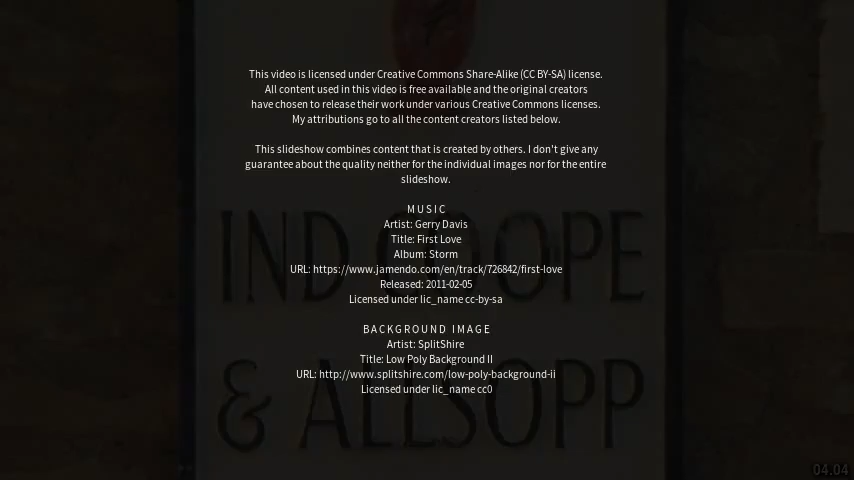 This video is licensed under Creative Commons Share-Alike (CC BY-SA) license.
All content used in this video is free available and the original creators
have chosen to release their work under various Creative Commons licenses.
My attributions go to all the content creators listed below.
This slideshow combines content that is created by others. I don't give any
guarantee about the quality neither for the individual images nor for the entire
slideshow.
MUSIC
Artist: Gerry Davis
Title: First Love
Album: Storm
URL: https://www.jamendo.com/en/track/726842/first-love
Released: 2011-02-05
Licensed under lic_name cc-by-sa
BACKGROUND IMAGE
Artist: SplitShire
Title: Low Poly Background II
URL: http://www.splitshire.com/low-poly-background-ii
Licensed under lic_name cc0
IND COOPE
& ALLSOPP
04.04